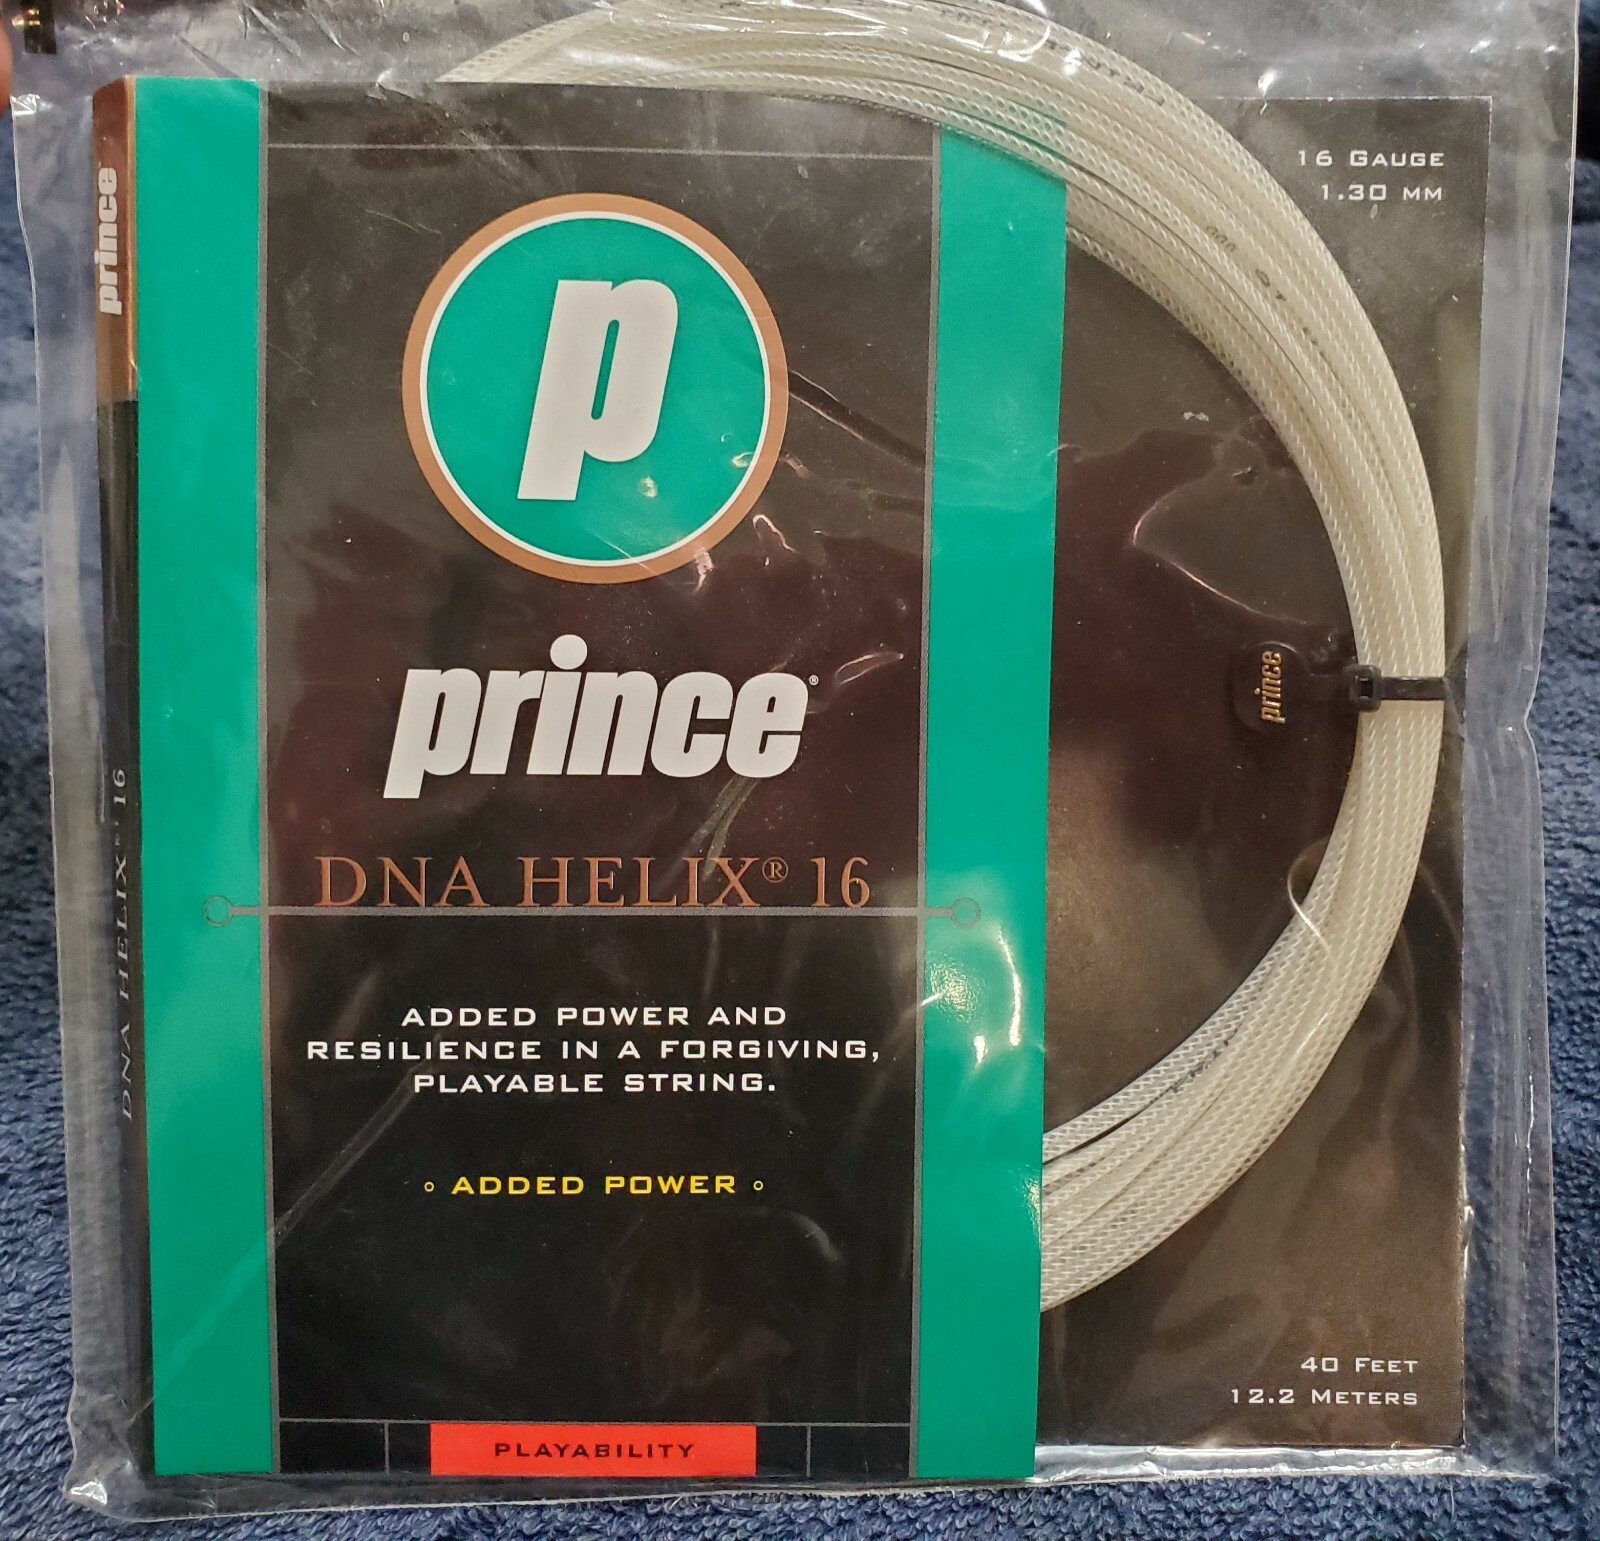 prince
DNA HELIX® 16
p
prince®
DNA HELIX® 16
ADDED POWER AND
RESILIENCE IN A FORGIVING,
PLAYABLE STRING.
ADDED POWER
PLAYABILITY
16 GAUGE
1.30 MM
prince
40 FEET
12.2 METERS